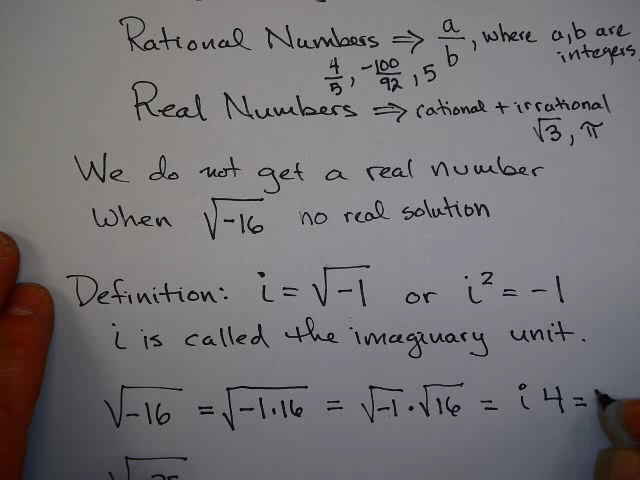 Rational Numbers ⇒ a/b, where a,b are integers
4/5, -100/92, 5
Real Numbers ⇒ rational + irrational
√3, π
We do not get a real number
when √-16 no real solution
Definition: i = √-1 or i² = -1
i is called the imaginary unit.
√-16 = √-1·16 = √-1 · √16 = i 4 =